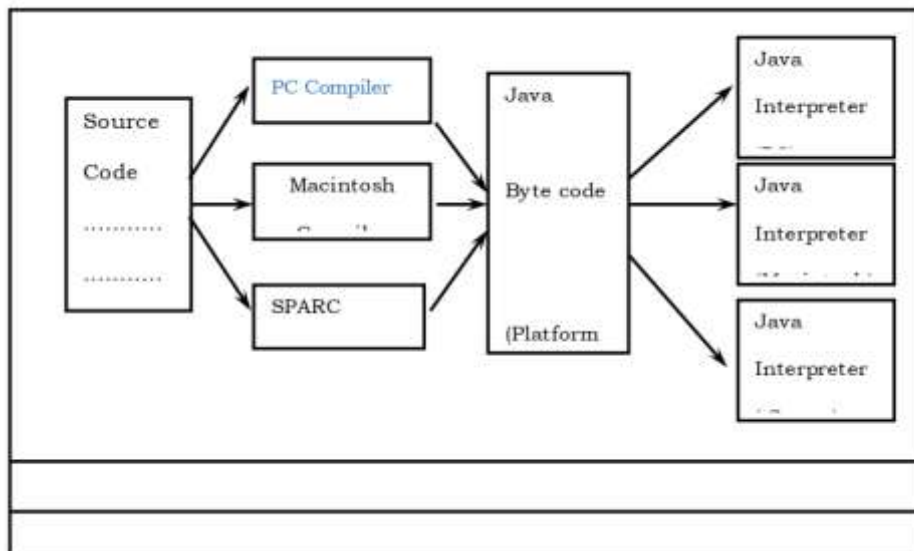 Source
Code
...........
...........
PC Compiler
Macintosh
SPARC
Java
Byte code
(Platform
Java
Interpreter
Java
Interpreter
Java
Interpreter